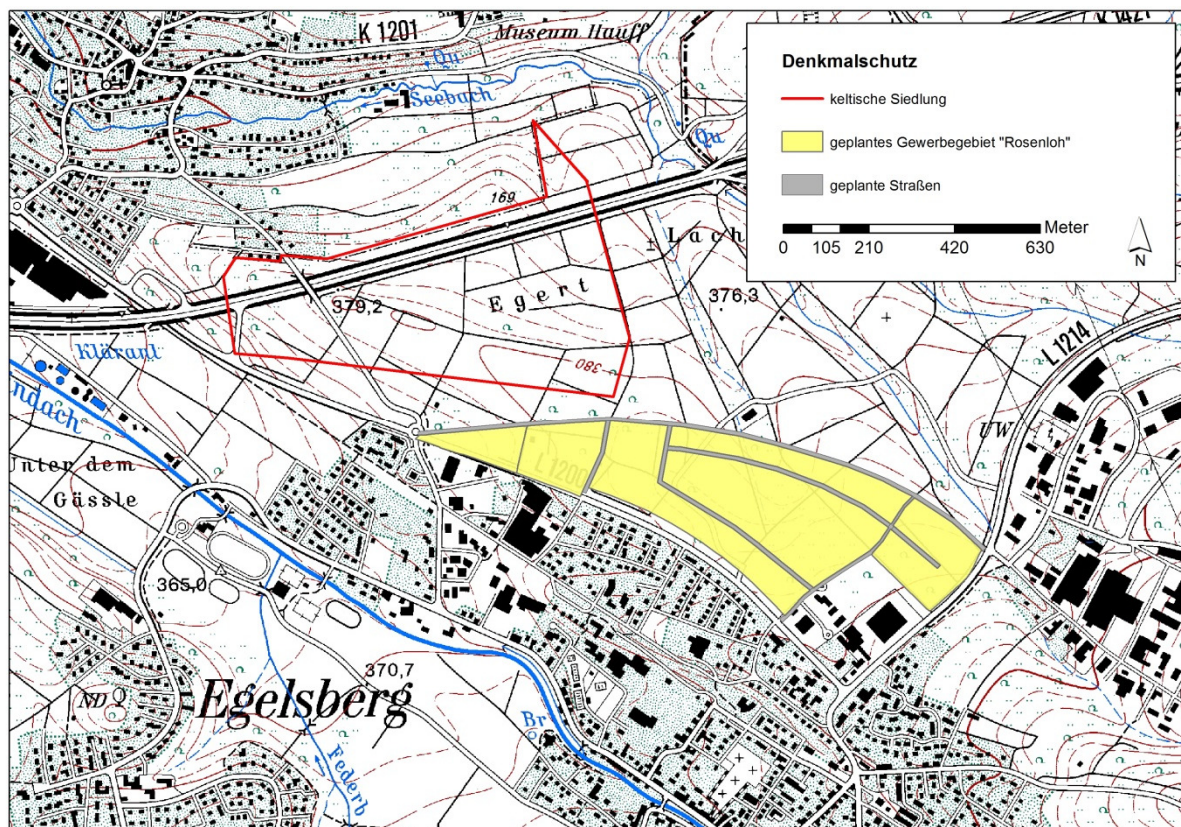 K 1201
Museum Hauff
K 1427
Qu
Seebach
Qu
Denkmalschutz
keltische Siedlung
geplantes Gewerbegebiet "Rosenloh"
geplante Straßen
Meter
0 105 210 420 630
N
169
Lach
Egert
379,2
376,3
Kläranl
380
L 1214
ndach
UW
L 1200
Unter dem
Gässle
365,0
370,7
ND
Egelsberg
Br
Federb